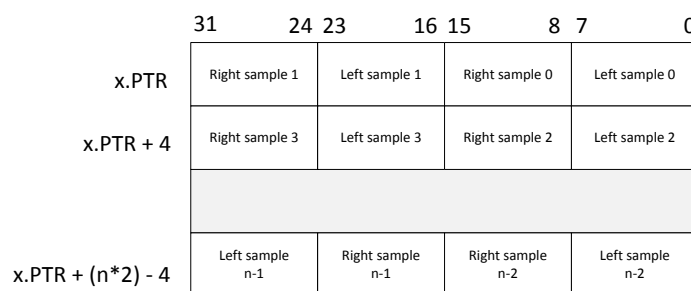 31 24 23 16 15 8 7 0
x.PTR Right sample 1 Left sample 1 Right sample 0 Left sample 0
x.PTR + 4 Right sample 3 Left sample 3 Right sample 2 Left sample 2
x.PTR + (n*2) - 4 Left sample Right sample Right sample Left sample
n-1 n-1 n-2 n-2